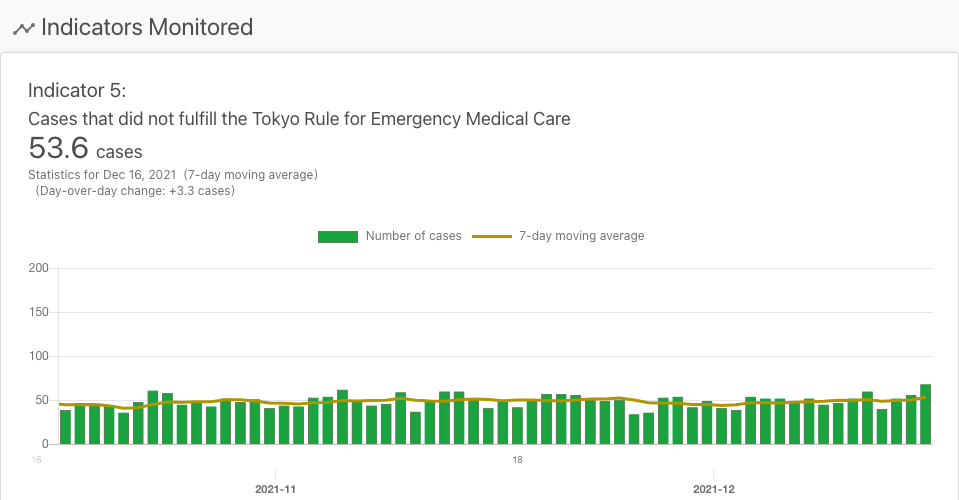 Indicators Monitored
Indicator 5:
Cases that did not fulfill the Tokyo Rule for Emergency Medical Care
53.6 cases
Statistics for Dec 16, 2021 (7-day moving average)
(Day-over-day change: +3.3 cases)
Number of cases 7-day moving average
200
150
100
50
0
16 18
2021-11 2021-12